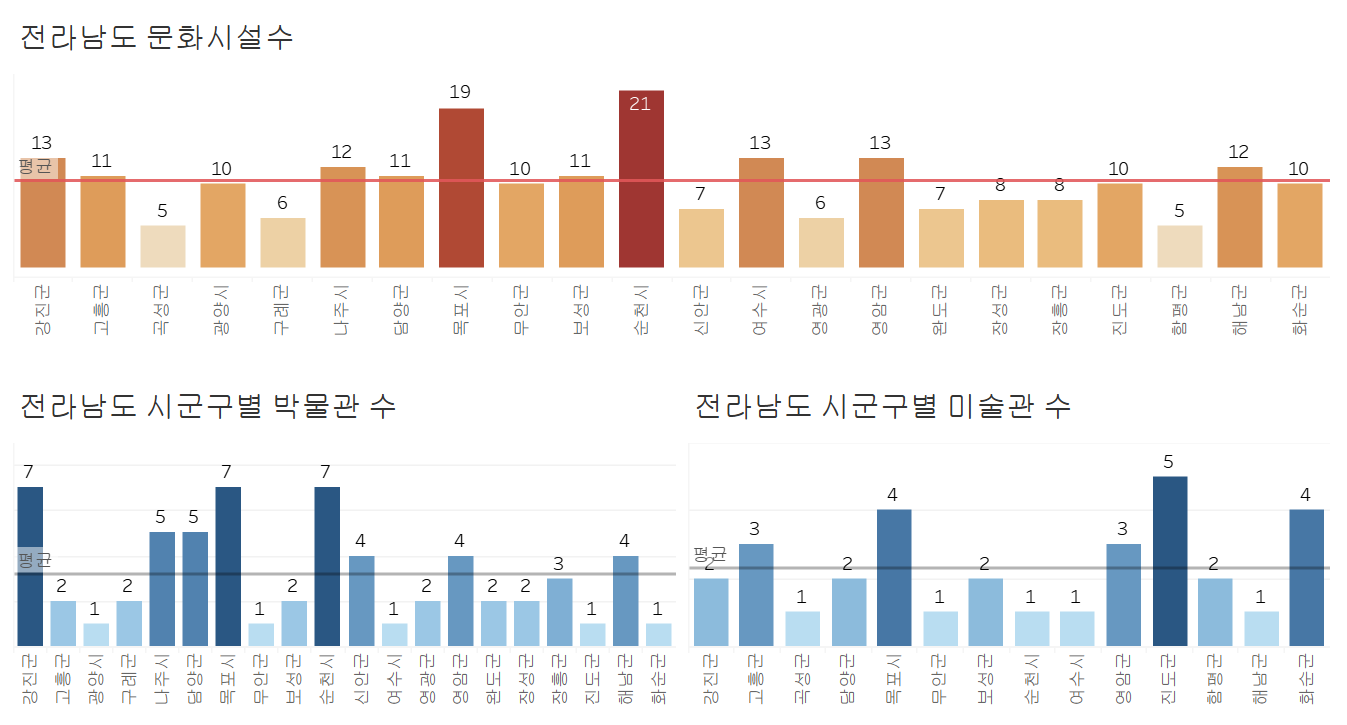 전라남도 문화시설수
13 11 5 10 6 12 11 19 10 11 21 7 13 6 13 7 8 8 10 5 12 10
평균
강진군 고흥군 곡성군 광양시 구례군 나주시 담양군 목포시 무안군 보성군 순천시 신안군 여수시 영광군 영암군 완도군 장성군 장흥군 진도군 함평군 해남군 화순군
전라남도 시군구별 박물관 수
7 2 1 2 5 5 7 1 2 7 4 1 2 4 2 2 3 1 4 1
평균
강진군 고흥군 광양시 구례군 나주시 담양군 목포시 무안군 보성군 순천시 신안군 여수시 영광군 영암군 완도군 장성군 장흥군 진도군 해남군 화순군
전라남도 시군구별 미술관 수
2 3 1 2 4 1 2 1 1 3 5 2 1 4
평균
강진군 고흥군 곡성군 담양군 목포시 무안군 보성군 순천시 여수시 영암군 진도군 함평군 해남군 화순군